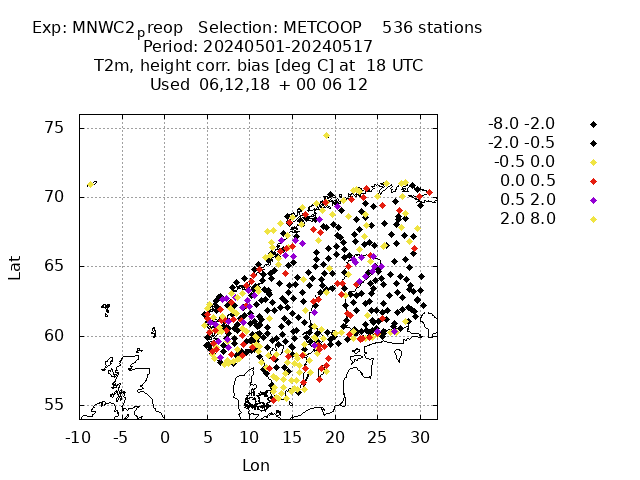 Exp: MNWC2preop Selection: METCOOP 536 stations
Period: 20240501-20240517
T2m, height corr. bias [deg C] at 18 UTC
Used 06,12,18 + 00 06 12
-8.0 -2.0
-2.0 -0.5
-0.5 0.0
0.0 0.5
0.5 2.0
2.0 8.0
75
70
65
60
55
Lat
-10 -5 0 5 10 15 20 25 30
Lon